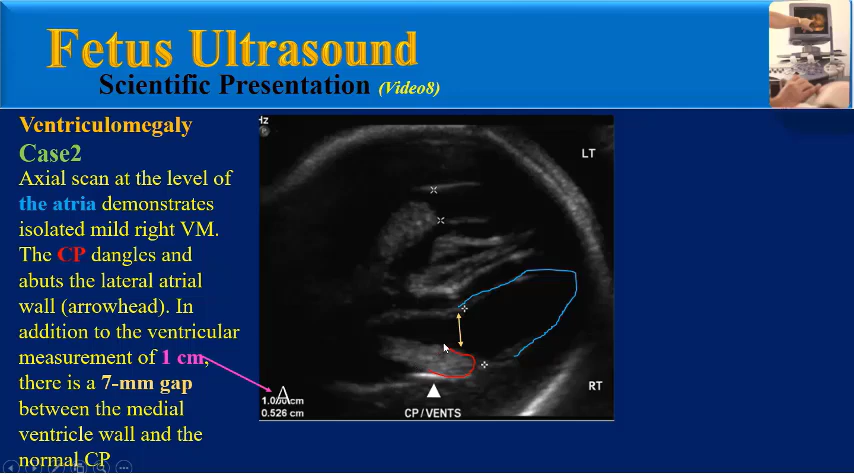 Fetus Ultrasound
Scientific Presentation (Video8)
Ventriculomegaly
Case2
Axial scan at the level of
the atria demonstrates
isolated mild right VM.
The CP dangles and
abuts the lateral atrial
wall (arrowhead). In
addition to the ventricular
measurement of 1 cm,
there is a 7-mm gap
between the medial
ventricle wall and the
normal CP
Hz
LT
RT
cm
0.526 cm
CP/VENTS